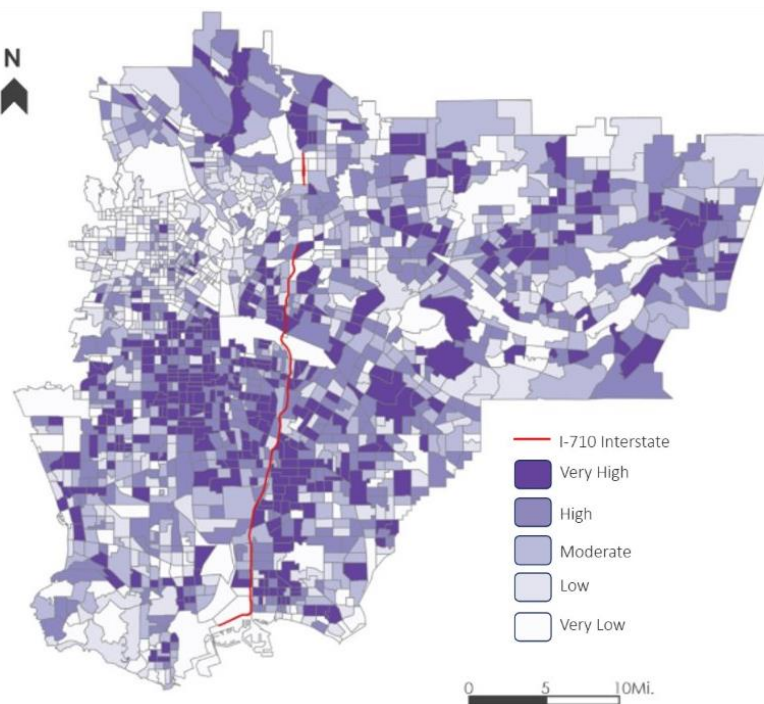 N
I-710 Interstate
Very High
High
Moderate
Low
Very Low
0 5 10Mi.